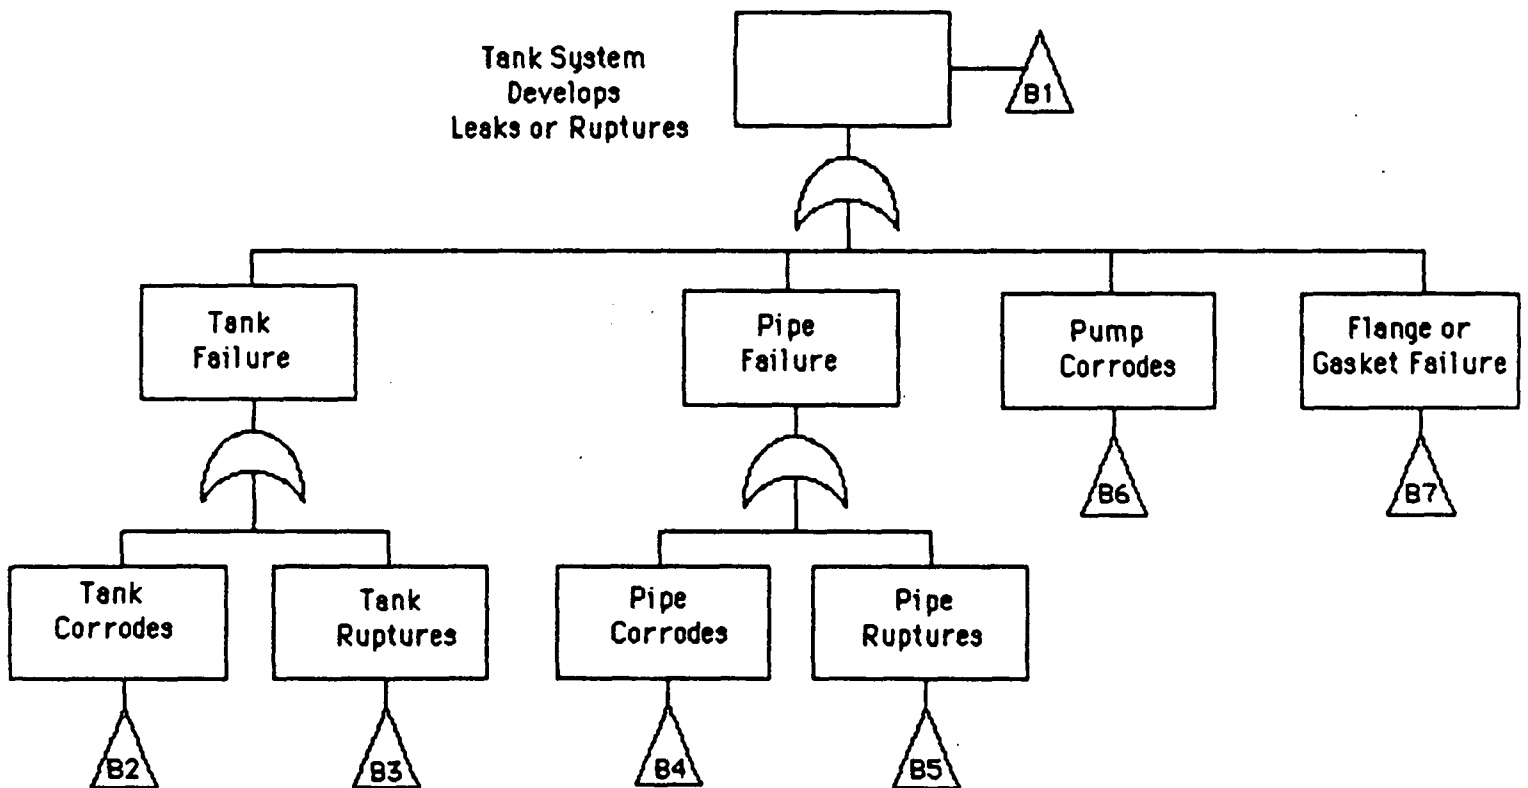 Tank System
Develops
Leaks or Ruptures
B1
Tank
Failure
Pipe
Failure
Pump
Corrodes
Flange or
Gasket Failure
B6
B7
Tank
Corrodes
Tank
Ruptures
Pipe
Corrodes
Pipe
Ruptures
B2
B3
B4
B5